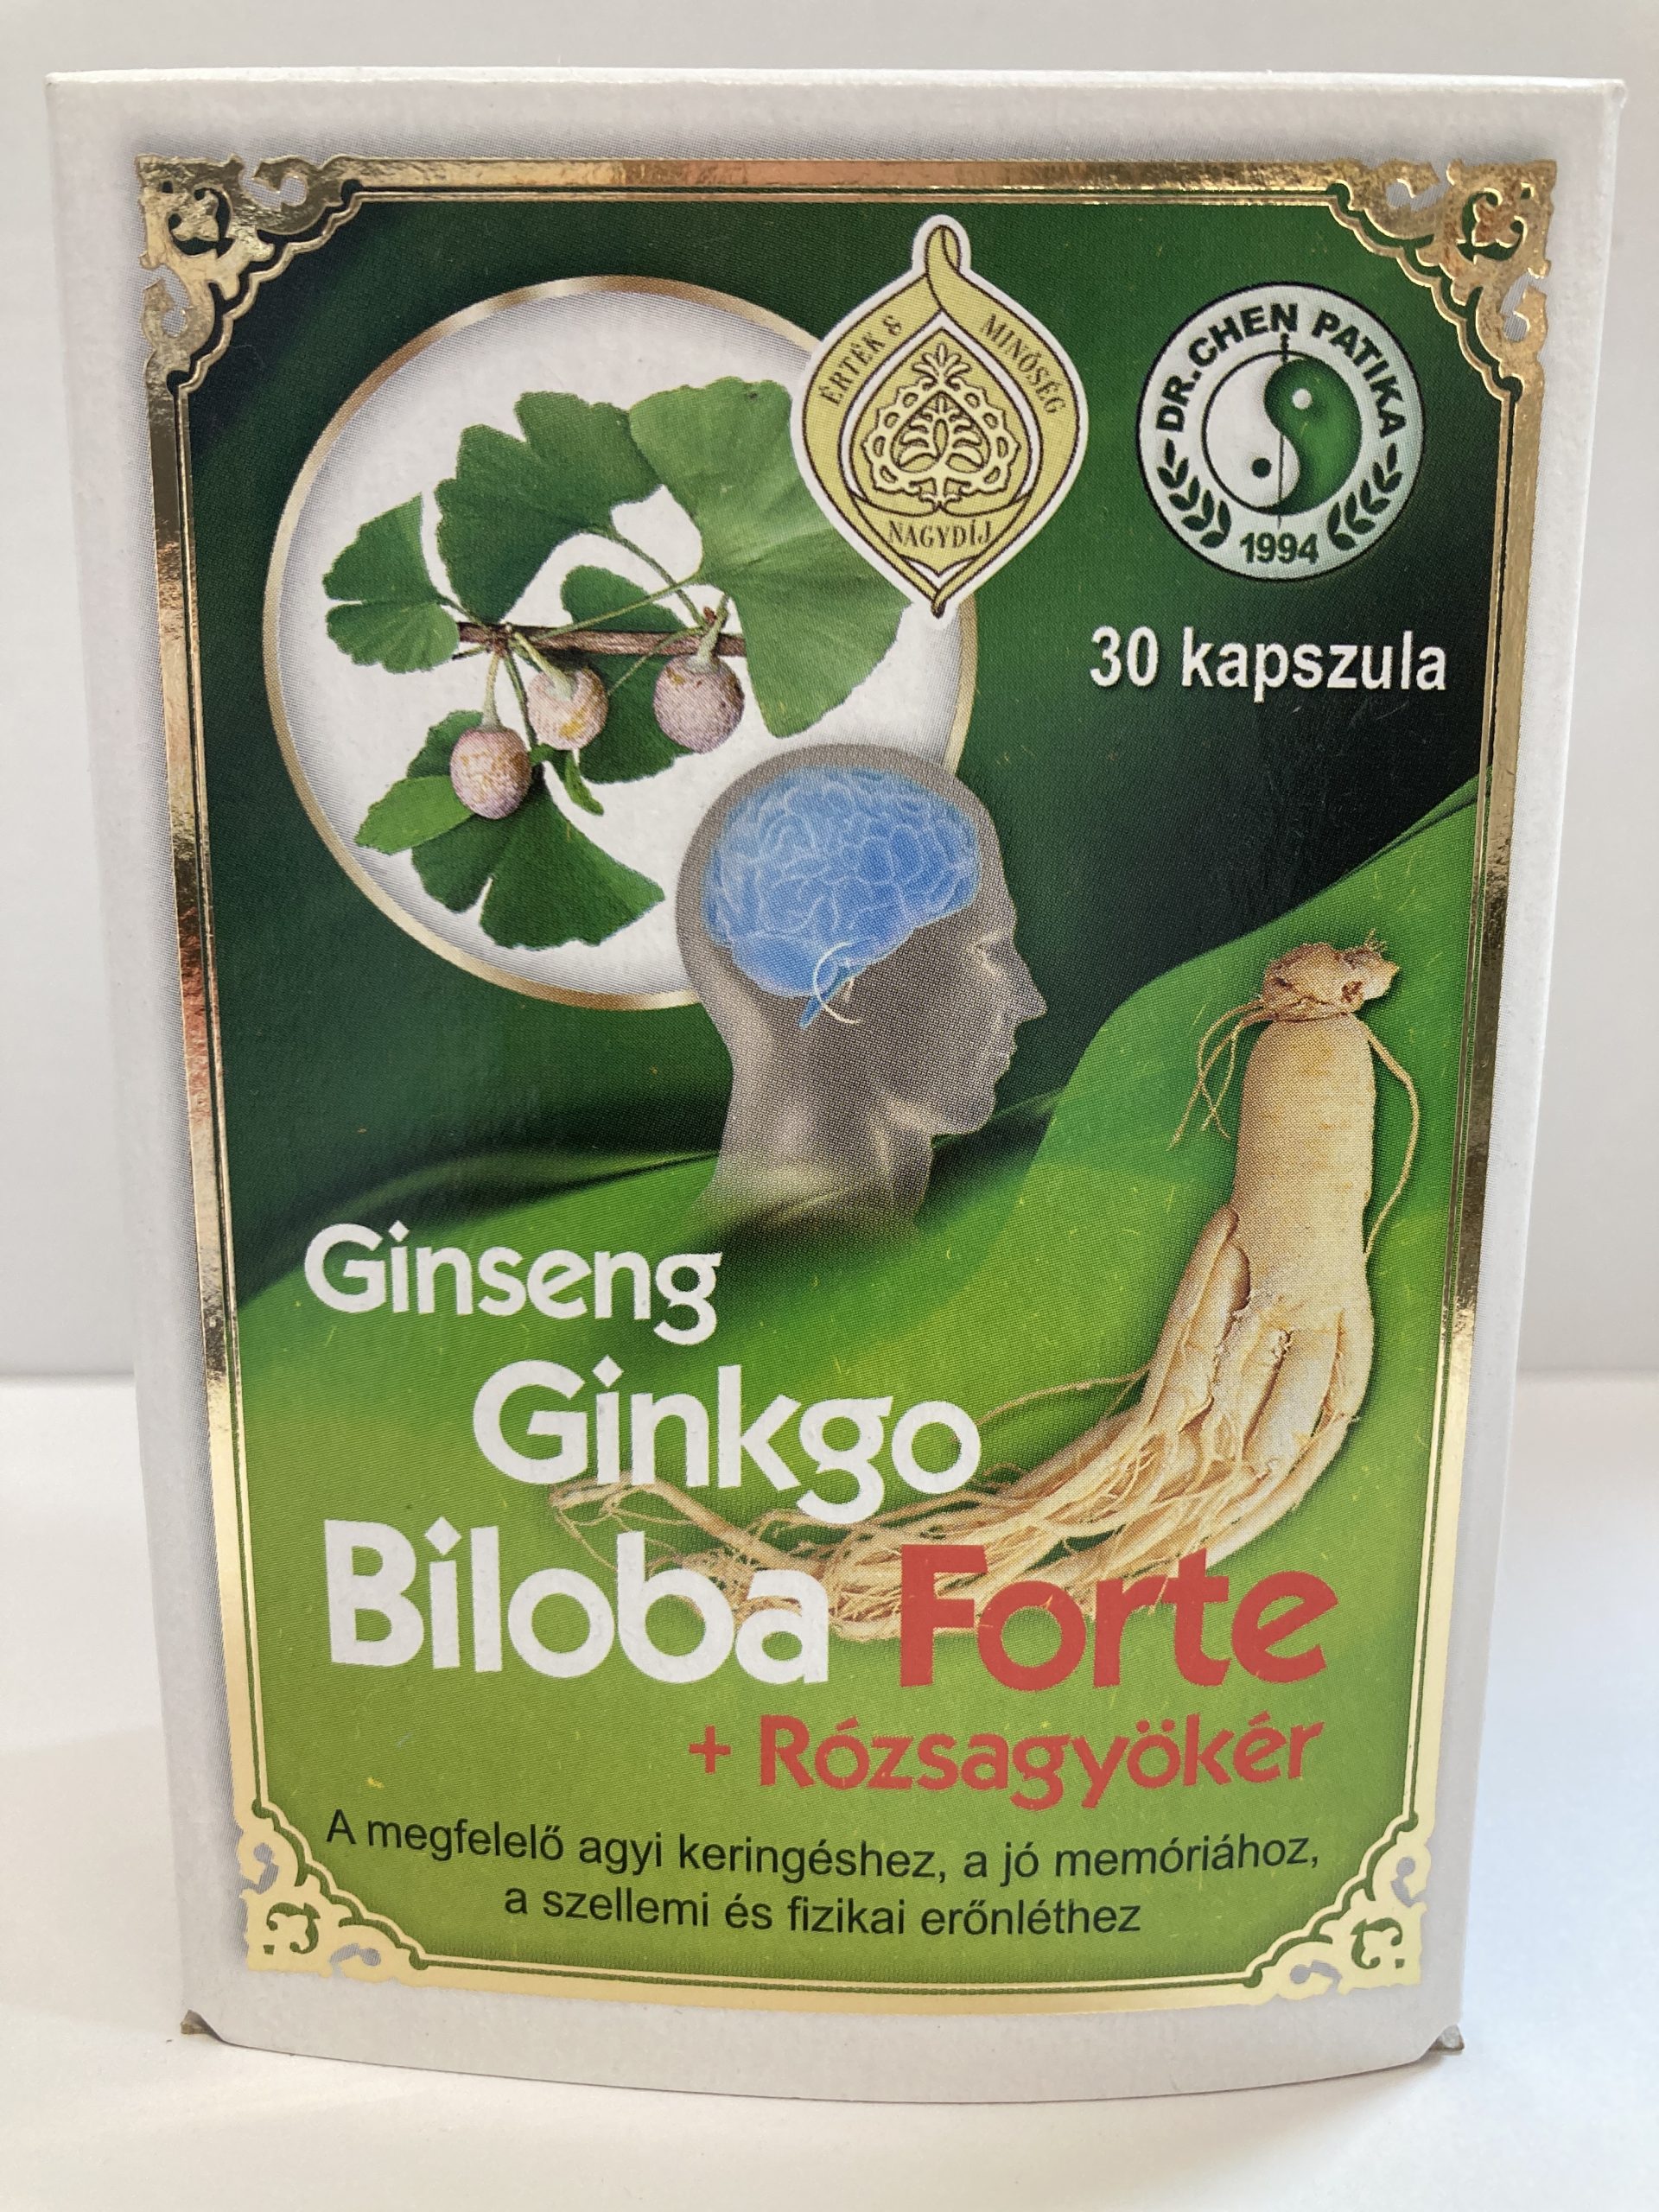 ÉRTÉK & MINŐSÉG
NAGYDÍJ
DR. CHEN PATIKA
1994
30 kapszula
Ginseng
Ginkgo
Biloba Forte
+ Rózsagyökér
A megfelelő agyi keringéshez, a jó memóriához,
a szellemi és fizikai erőnléthez